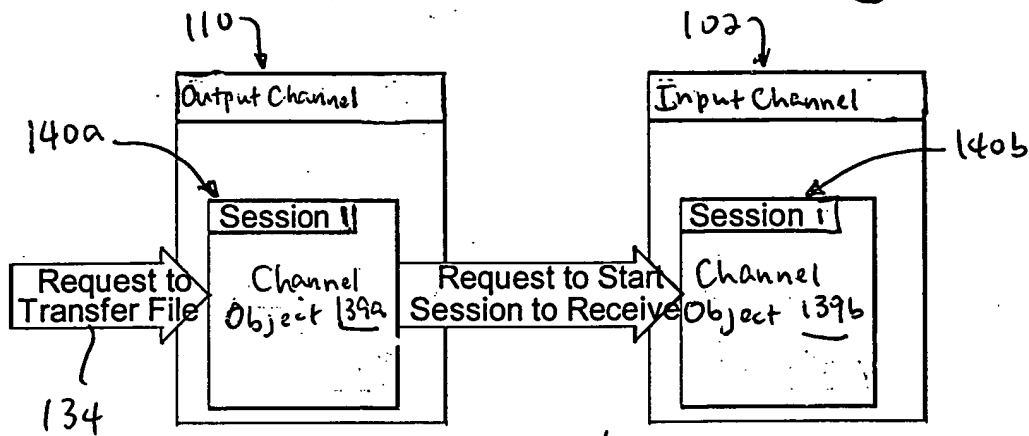 110
102
Output Channel
Input Channel
140a
140b
Session 1
Session 1
Request to
Transfer File
Channel
Object 139a
Request to Start
Session to Receive
Channel
Object 139b
134